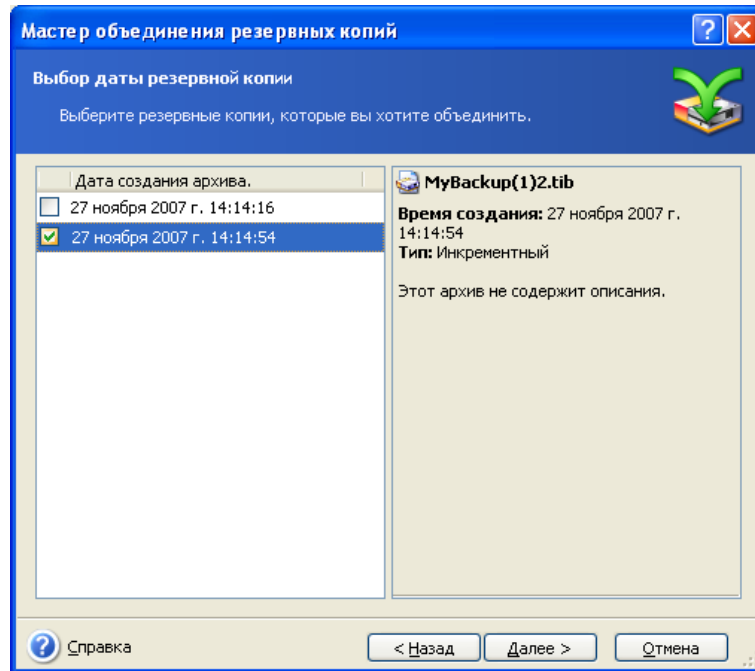 Мастер объединения резервных копий
Выбор даты резервной копии
Выберите резервные копии, которые вы хотите объединить.
Дата создания архива.
27 ноября 2007 г. 14:14:16
27 ноября 2007 г. 14:14:54
MyBackup(1)2.tib
Время создания: 27 ноября 2007 г.
14:14:54
Тип: Инкрементный
Этот архив не содержит описания.
Справка
< Назад
Далее >
Отмена